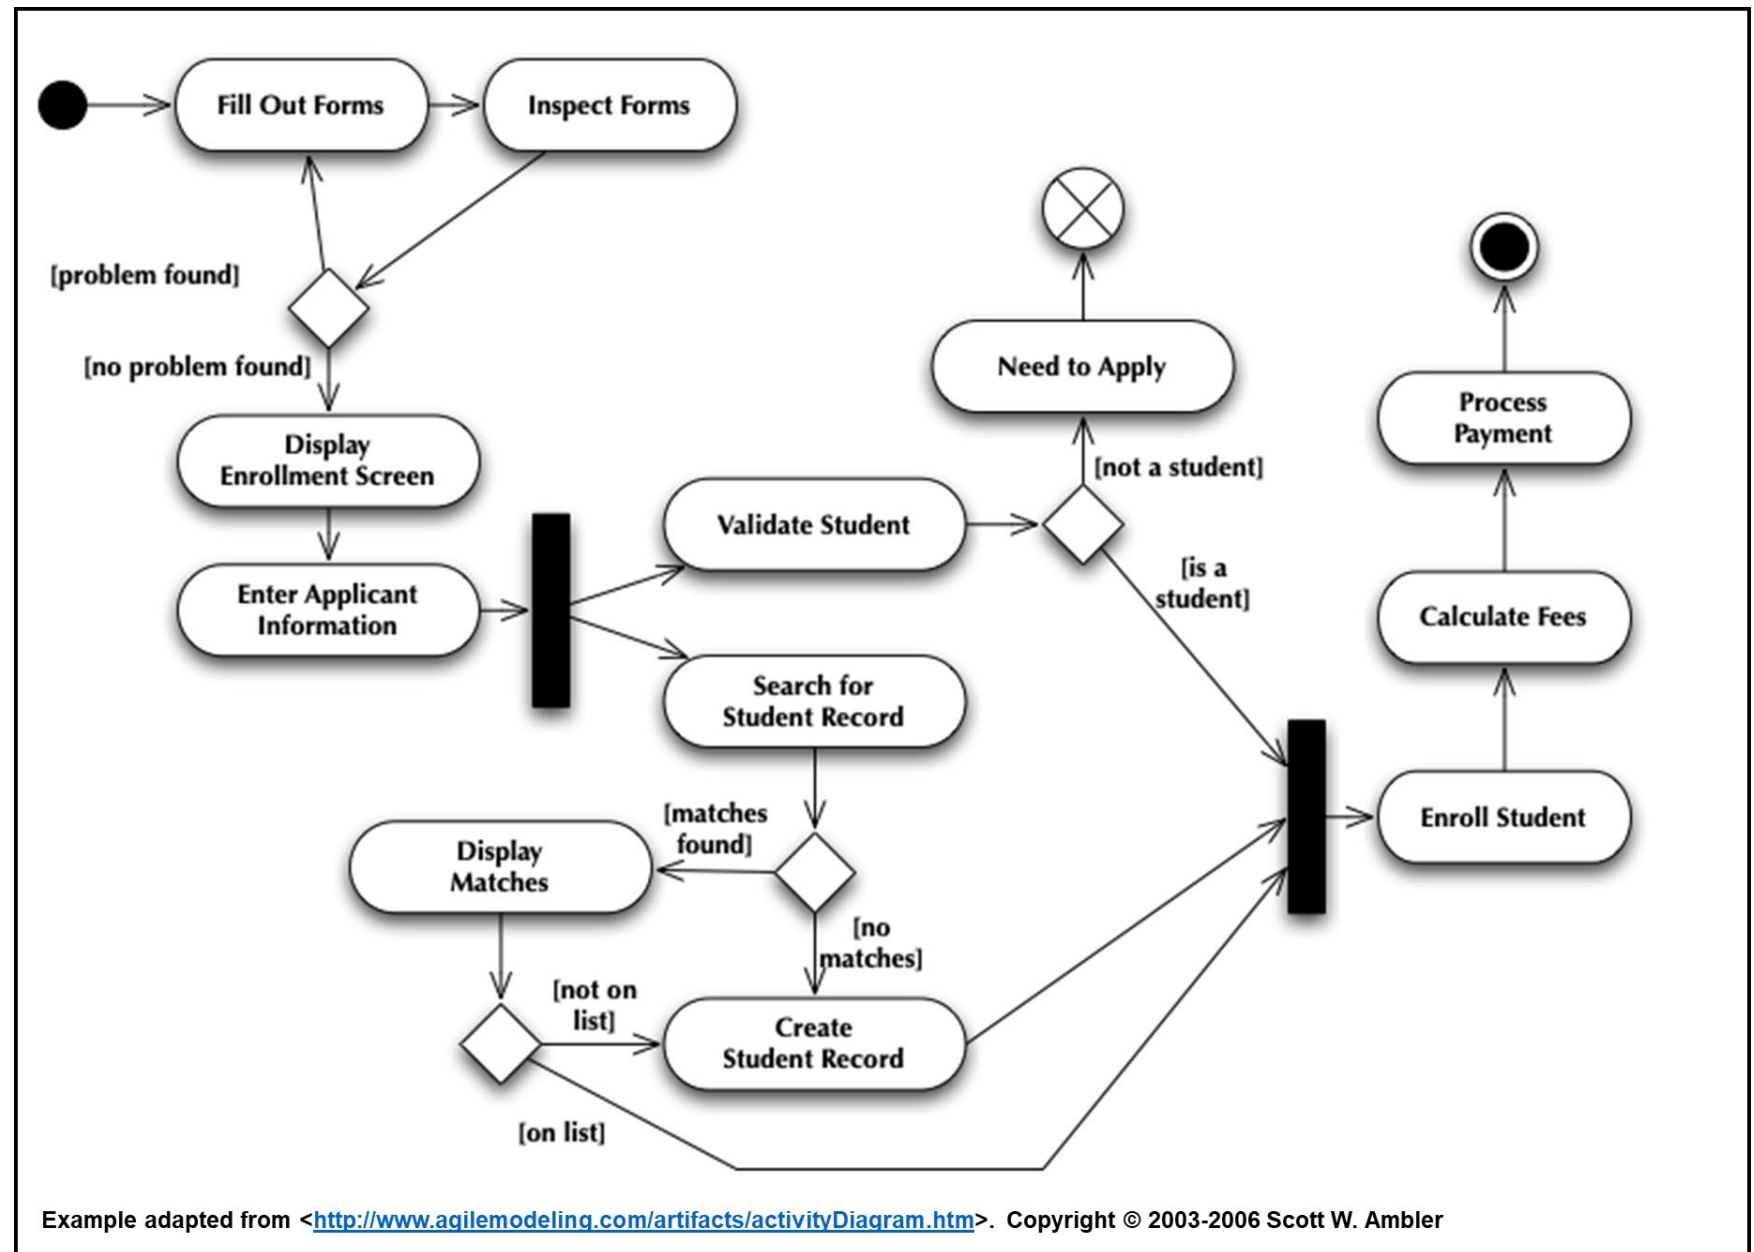 Fill Out Forms
Inspect Forms
[problem found]
[no problem found]
Display
Enrollment Screen
Enter Applicant
Information
Validate Student
Search for
Student Record
Need to Apply
[not a student]
[is a
student]
[matches
found]
Display
Matches
[no
matches]
[not on
list]
Create
Student Record
[on list]
Process
Payment
Calculate Fees
Enroll Student
Example adapted from <http://www.agilemodeling.com/artifacts/activityDiagram.htm>. Copyright © 2003-2006 Scott W. Ambler